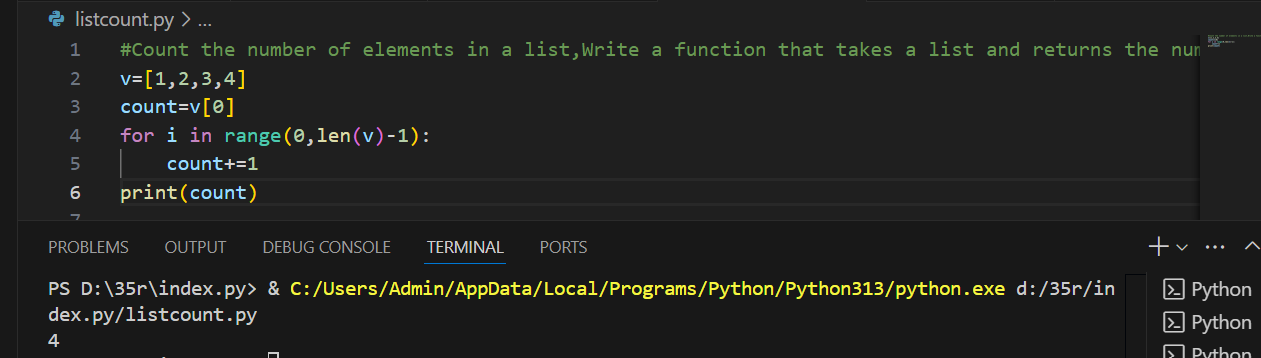 listcount.py > ...
1 #Count the number of elements in a list,Write a function that takes a list and returns the
2 v=[1,2,3,4]
3 count=v[0]
4 for i in range(0,len(v)-1):
5     count+=1
6 print(count)
7
PROBLEMS OUTPUT DEBUG CONSOLE TERMINAL PORTS
PS D:\35r\index.py> & C:/Users/Admin/AppData/Local/Programs/Python/Python313/python.exe d:/35r/in
dex.py/listcount.py
4
Python
Python
Python